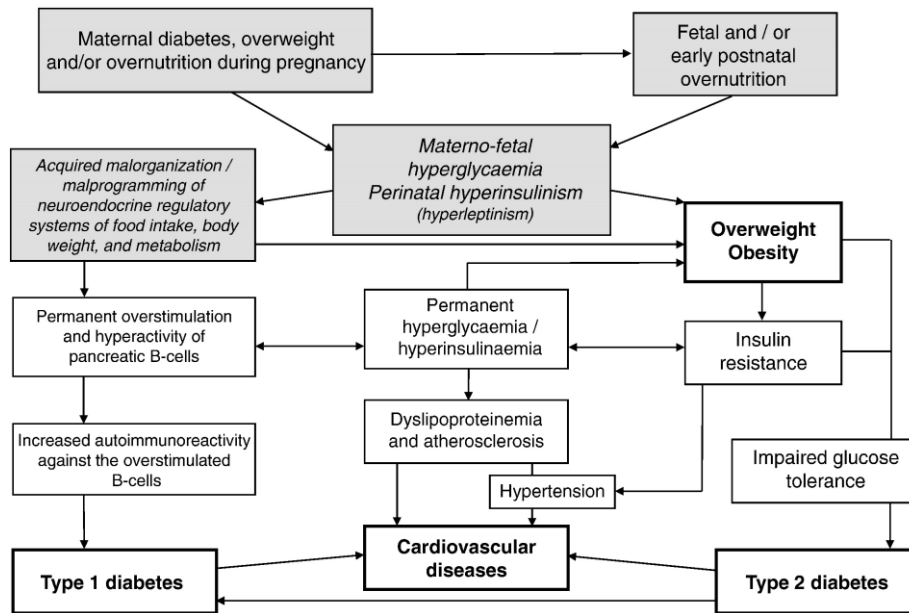 Maternal diabetes, overweight
and/or overnutrition during pregnancy
Fetal and / or
early postnatal
overnutrition
Materno-fetal
hyperglycaemia
Perinatal hyperinsulinism
(hyperleptinism)
Acquired malorganization /
malprogramming of
neuroendocrine regulatory
systems of food intake, body
weight, and metabolism
Overweight
Obesity
Permanent overstimulation
and hyperactivity of
pancreatic B-cells
Permanent
hyperglycaemia /
hyperinsulinaemia
Insulin
resistance
Dyslipoproteinemia
and atherosclerosis
Increased autoimmunoreactivity
against the overstimulated
B-cells
Impaired glucose
tolerance
Hypertension
Type 1 diabetes
Cardiovascular
diseases
Type 2 diabetes